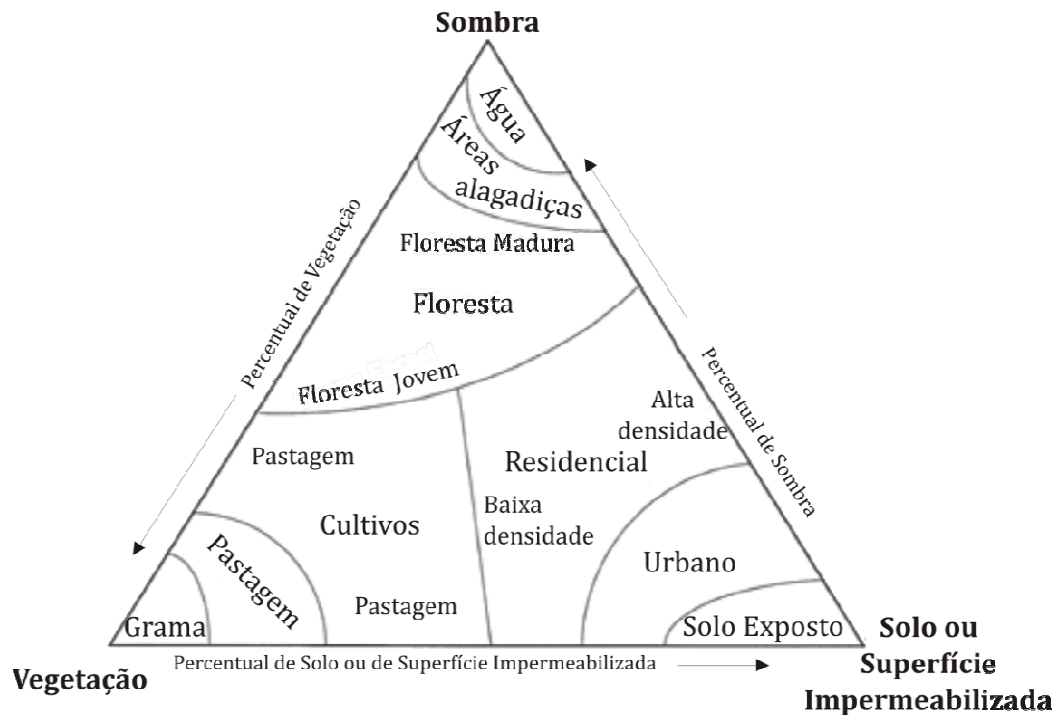 Sombra
Água
Áreas
alagadiças
Floresta Madura
Percentual de Vegetação
Floresta
Floresta Jovem
Percentual de Sombra
Alta
densidade
Pastagem
Residencial
Baixa
densidade
Cultivos
Pastagem
Urbano
Pastagem
Grama
Solo Exposto
Solo ou
Superfície
Impermeabilizada
Percentual de Solo ou de Superfície Impermeabilizada
Vegetação